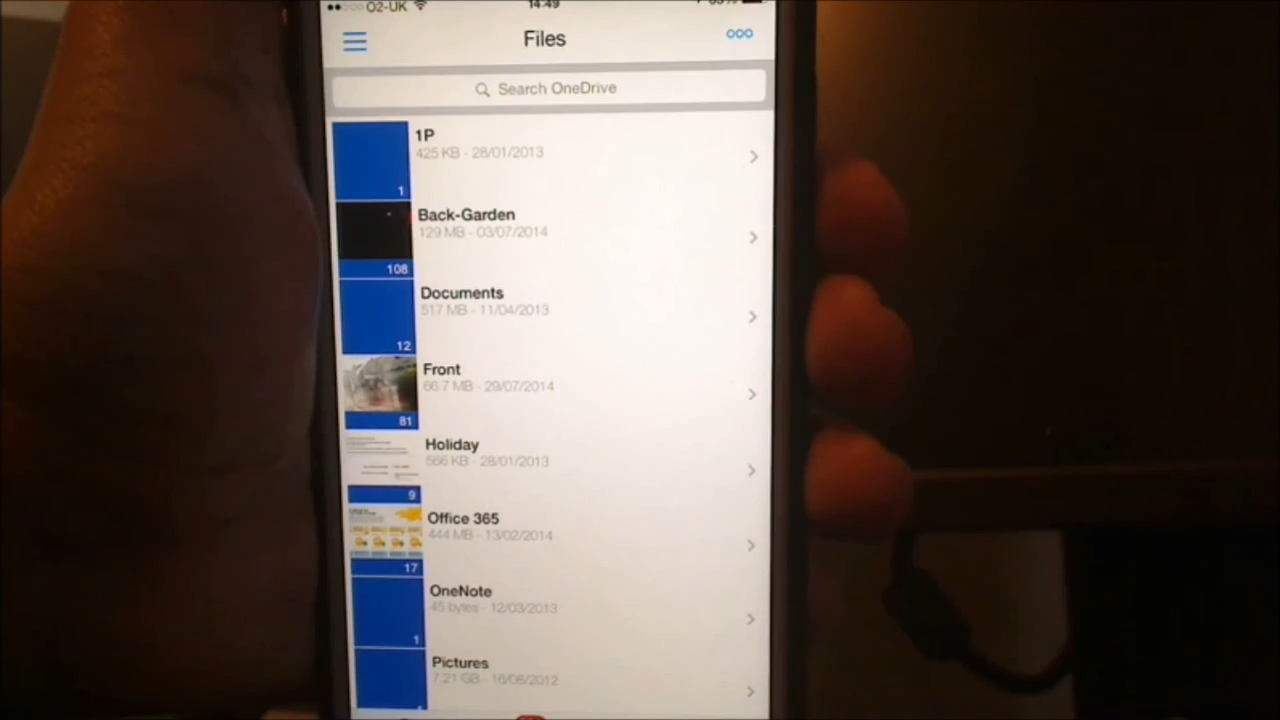 O2-UK 14:49
Files
Search OneDrive
1P
425 KB - 28/01/2013
1
Back-Garden
129 MB - 03/07/2014
108
Documents
517 MB - 11/04/2013
12
Front
66.7 MB - 29/07/2014
81
Holiday
566 KB - 28/01/2013
9
Office 365
444 MB - 13/02/2014
17
OneNote
45 bytes - 12/03/2013
1
Pictures
7.21 GB - 16/08/2012